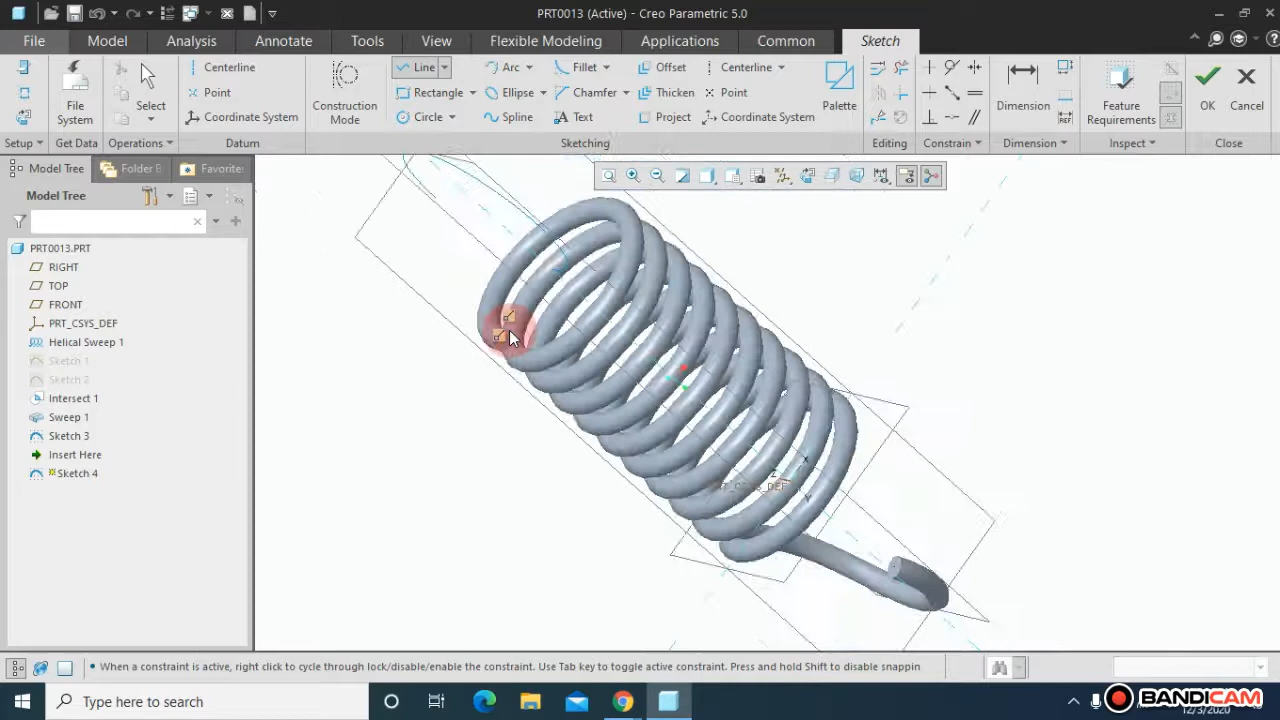 PRT0013 (Active) - Creo Parametric 5.0
File Model Analysis Annotate Tools View Flexible Modeling Applications Common Sketch
Centerline Line Arc Fillet Offset Centerline
Point Rectangle Ellipse Chamfer Thicken Point
Coordinate System Circle Spline Text Project Coordinate System
File System Select Construction Mode Palette Dimension Feature Requirements OK Cancel
REF
Setup Get Data Operations Datum Sketching Editing Constrain Dimension Inspect Close
Model Tree Folder B Favorite
Model Tree
PRT0013.PRT
RIGHT
TOP
FRONT
PRT_CSYS_DEF
Helical Sweep 1
Sketch 1
Sketch 2
Intersect 1
Sweep 1
Sketch 3
Insert Here
Sketch 4
X
Z
Y
• When a constraint is active, right click to cycle through lock/disable/enable the constraint. Use Tab key to toggle active constraint. Press and hold Shift to disable snappin
Type here to search
BANDICAM
12/3/2020